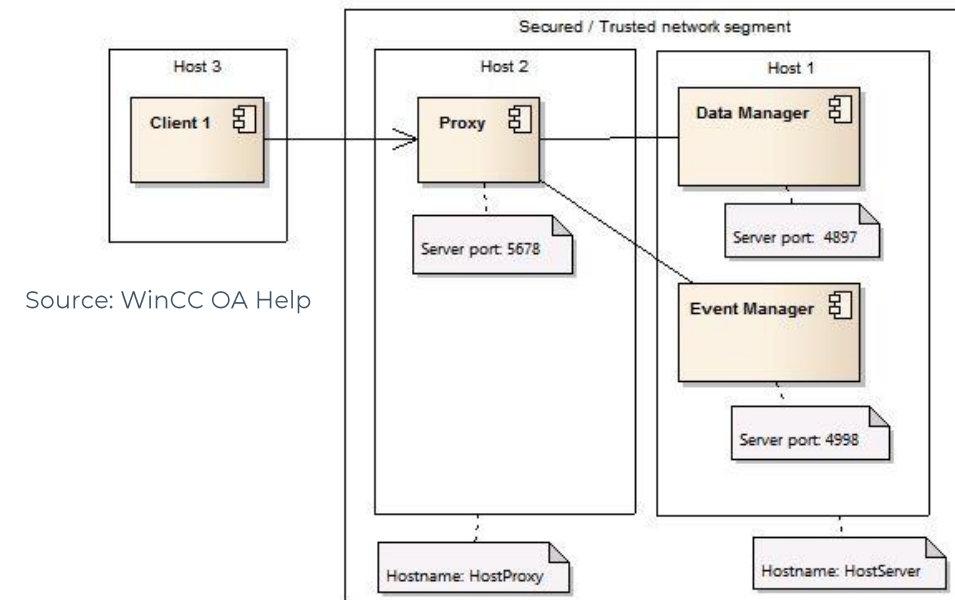 Secured / Trusted network segment
Host 3
Host 2
Host 1
Client 1
Proxy
Data Manager
Server port: 5678
Server port: 4897
Source: WinCC OA Help
Event Manager
Server port: 4998
Hostname: HostProxy
Hostname: HostServer